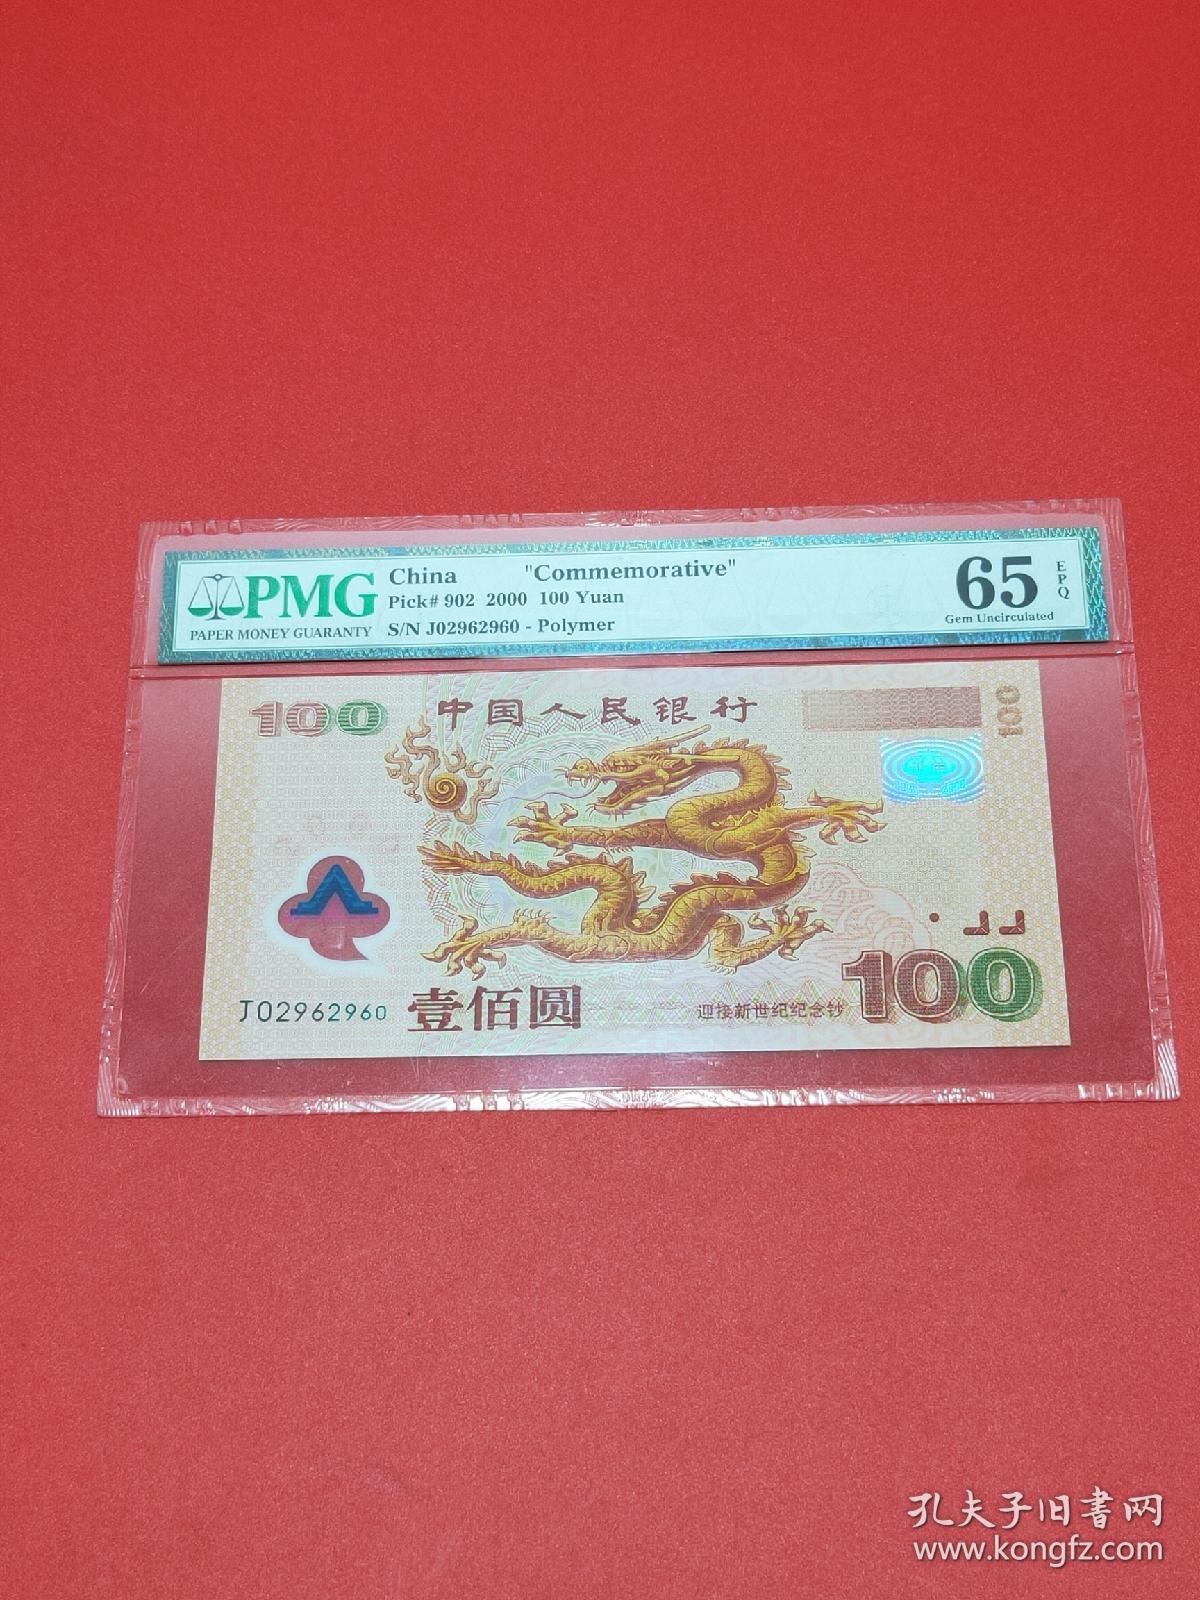 PMG
PAPER MONEY GUARANTY
China "Commemorative"
Pick# 902 2000 100 Yuan
S/N J02962960 - Polymer
65
EPQ
Gem Uncirculated
100
中国人民银行
100
J02962960
壹佰圆
迎接新世纪纪念钞
100
孔夫子旧書网
www.kongfz.com